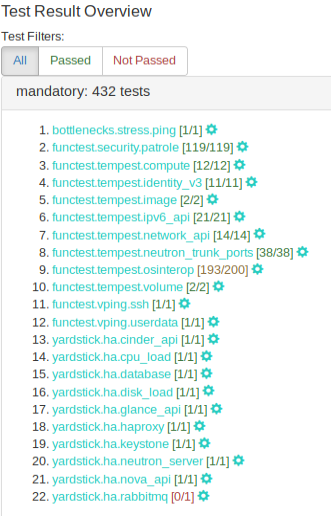 Test Result Overview
Test Filters:
All Passed Not Passed
mandatory: 432 tests
1. bottlenecks.stress.ping [1/1]
2. functest.security.patrole [119/119]
3. functest.tempest.compute [12/12]
4. functest.tempest.identity_v3 [11/11]
5. functest.tempest.image [2/2]
6. functest.tempest.ipv6_api [21/21]
7. functest.tempest.network_api [14/14]
8. functest.tempest.neutron_trunk_ports [38/38]
9. functest.tempest.osinterop [193/200]
10. functest.tempest.volume [2/2]
11. functest.vping.ssh [1/1]
12. functest.vping.userdata [1/1]
13. yardstick.ha.cinder_api [1/1]
14. yardstick.ha.cpu_load [1/1]
15. yardstick.ha.database [1/1]
16. yardstick.ha.disk_load [1/1]
17. yardstick.ha.glance_api [1/1]
18. yardstick.ha.haproxy [1/1]
19. yardstick.ha.keystone [1/1]
20. yardstick.ha.neutron_server [1/1]
21. yardstick.ha.nova_api [1/1]
22. yardstick.ha.rabbitmq [0/1]